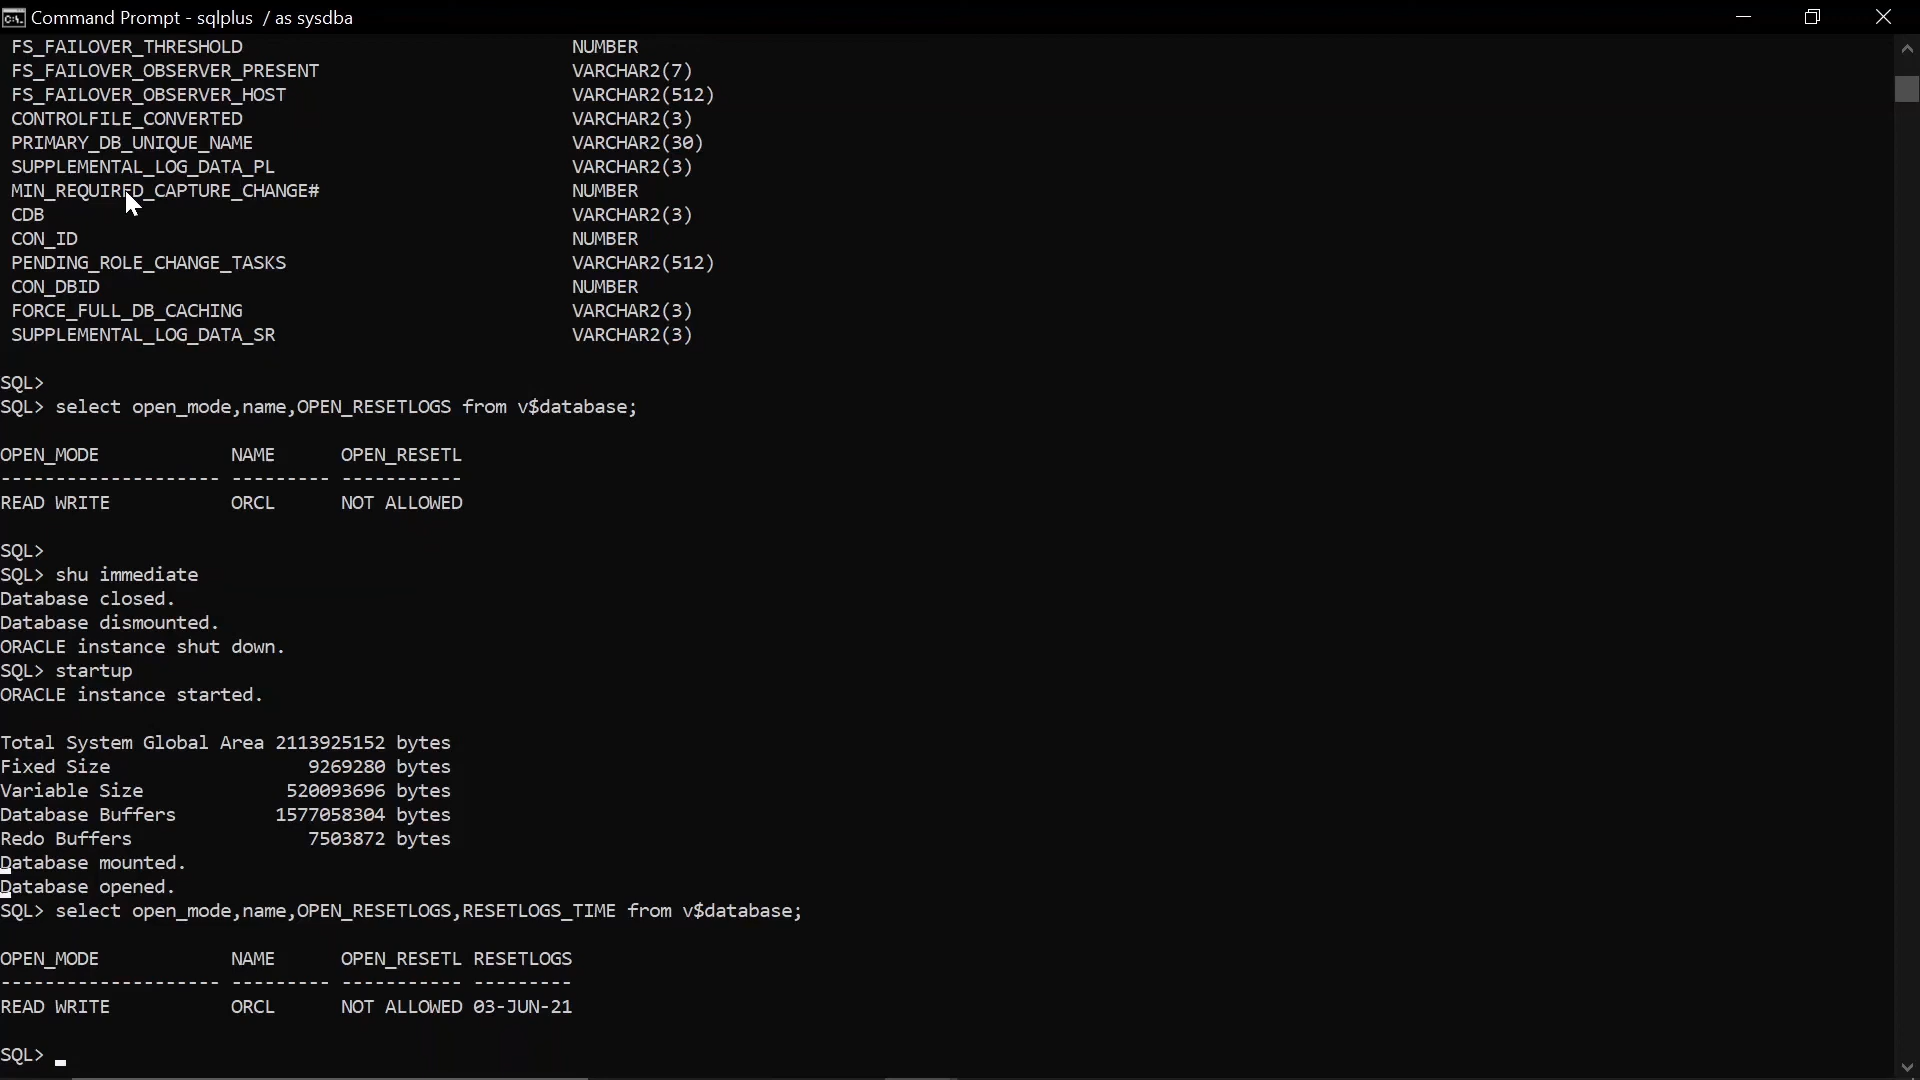 Command Prompt - sqlplus / as sysdba
FS_FAILOVER_THRESHOLD NUMBER
FS_FAILOVER_OBSERVER_PRESENT VARCHAR2(7)
FS_FAILOVER_OBSERVER_HOST VARCHAR2(512)
CONTROLFILE_CONVERTED VARCHAR2(3)
PRIMARY_DB_UNIQUE_NAME VARCHAR2(30)
SUPPLEMENTAL_LOG_DATA_PL VARCHAR2(3)
MIN_REQUIRED_CAPTURE_CHANGE# NUMBER
CDB VARCHAR2(3)
CON_ID NUMBER
PENDING_ROLE_CHANGE_TASKS VARCHAR2(512)
CON_DBID NUMBER
FORCE_FULL_DB_CACHING VARCHAR2(3)
SUPPLEMENTAL_LOG_DATA_SR VARCHAR2(3)
SQL>
SQL> select open_mode,name,OPEN_RESETLOGS from v$database;
OPEN_MODE NAME OPEN_RESETL
-------------------- --------- -----------
READ WRITE ORCL NOT ALLOWED
SQL>
SQL> shu immediate
Database closed.
Database dismounted.
ORACLE instance shut down.
SQL> startup
ORACLE instance started.
Total System Global Area 2113925152 bytes
Fixed Size 9269280 bytes
Variable Size 520093696 bytes
Database Buffers 1577058304 bytes
Redo Buffers 7503872 bytes
Database mounted.
Database opened.
SQL> select open_mode,name,OPEN_RESETLOGS,RESETLOGS_TIME from v$database;
OPEN_MODE NAME OPEN_RESETL RESETLOGS
-------------------- --------- ----------- ---------
READ WRITE ORCL NOT ALLOWED 03-JUN-21
SQL>